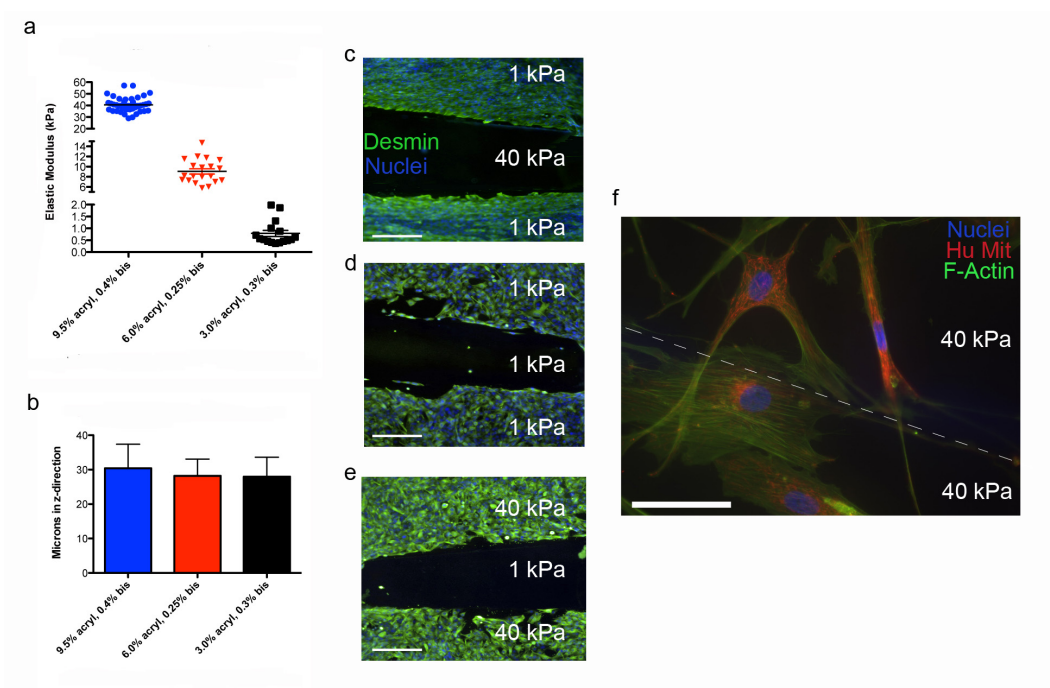 a
Elastic Modulus (kPa)
60
50
40
30
20
14
12
10
8
6
2.0
1.5
1.0
0.5
0.0
9.5% acryl, 0.4% bis
6.0% acryl, 0.25% bis
3.0% acryl, 0.3% bis
b
Microns in z-direction
40
30
20
10
0
9.5% acryl, 0.4% bis
6.0% acryl, 0.25% bis
3.0% acryl, 0.3% bis
c
1 kPa
Desmin
Nuclei
40 kPa
1 kPa
d
1 kPa
1 kPa
1 kPa
e
40 kPa
1 kPa
40 kPa
f
Nuclei
Hu Mit
F-Actin
40 kPa
40 kPa